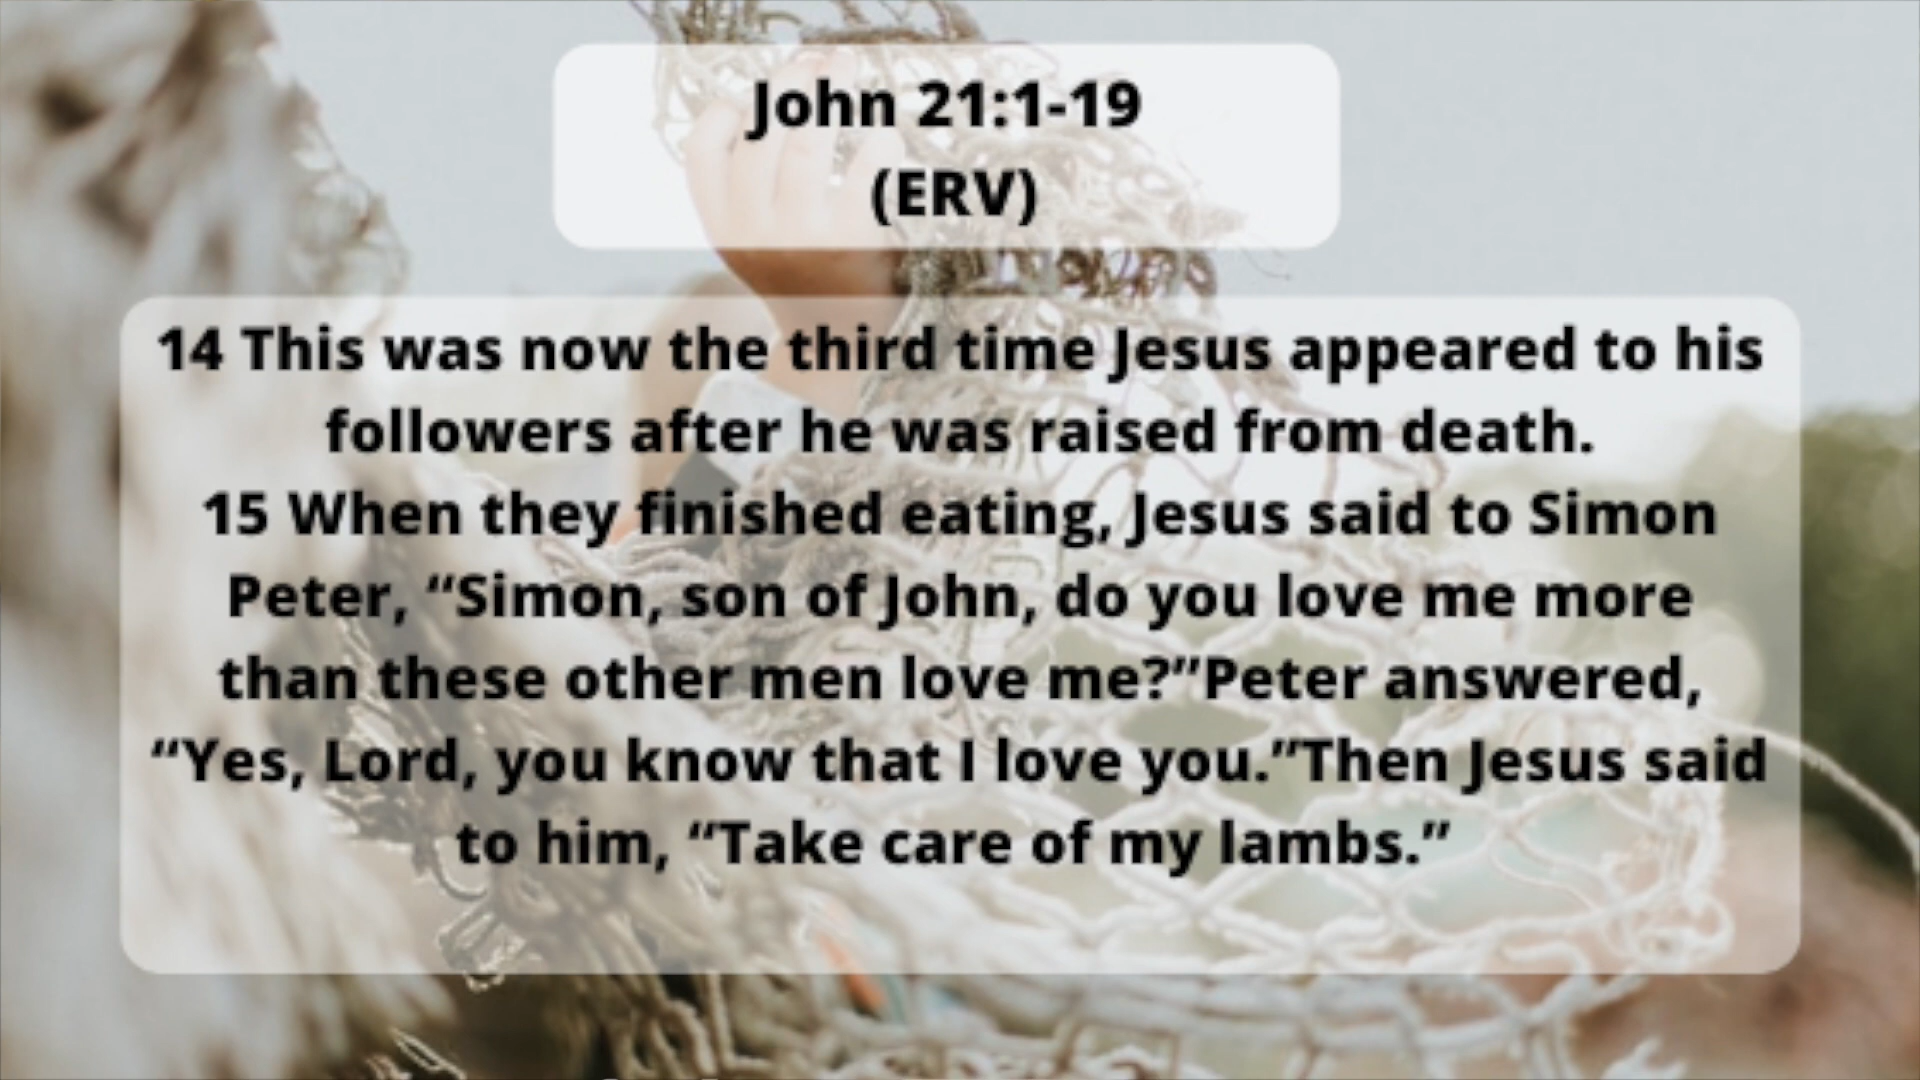 John 21:1-19
(ERV)
14 This was now the third time Jesus appeared to his
followers after he was raised from death.
15 When they finished eating, Jesus said to Simon
Peter, “Simon, son of John, do you love me more
than these other men love me?”Peter answered,
“Yes, Lord, you know that I love you.”Then Jesus said
to him, “Take care of my lambs.”